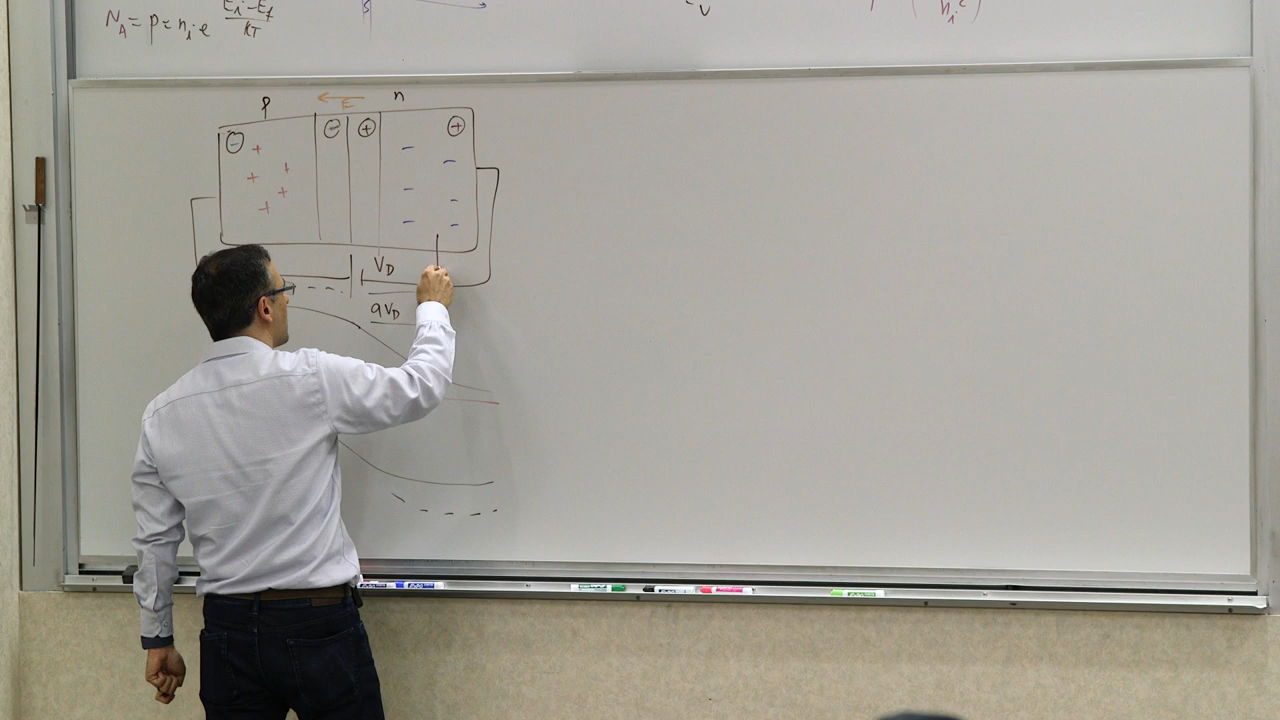 N_A = p = n_i · e^{(E_i - E_f)/KT}
p E n
- - + +
+
+ +
+
+
V_D
qV_D